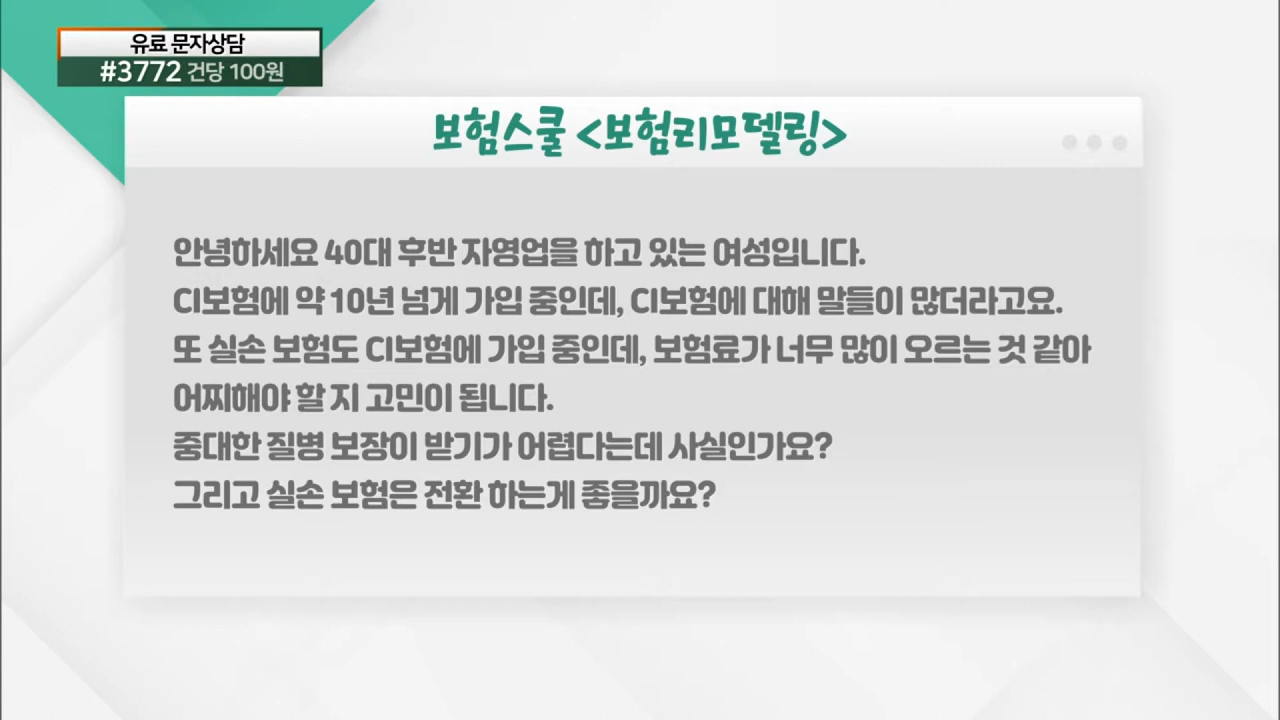 유료 문자상담
#3772 건당 100원
보험스쿨 <보험리모델링>
안녕하세요 40대 후반 자영업을 하고 있는 여성입니다.
CI보험에 약 10년 넘게 가입 중인데, CI보험에 대해 말들이 많더라고요.
또 실손 보험도 CI보험에 가입 중인데, 보험료가 너무 많이 오르는 것 같아
어찌해야 할 지 고민이 됩니다.
중대한 질병 보장이 받기가 어렵다는데 사실인가요?
그리고 실손 보험은 전환 하는게 좋을까요?